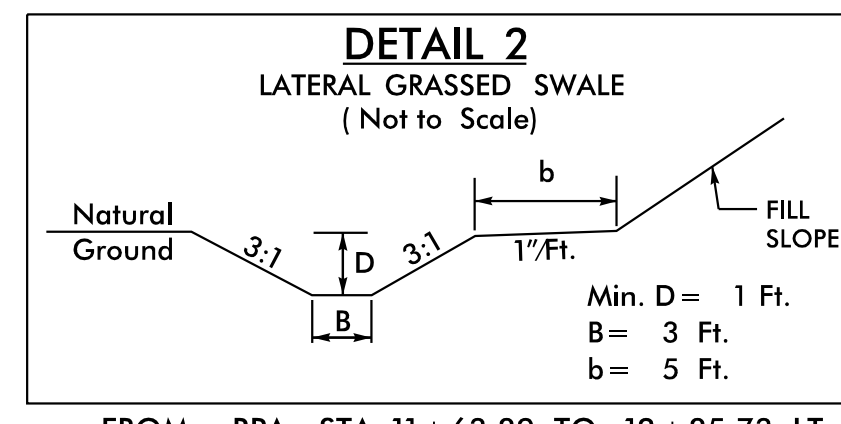 DETAIL 2
LATERAL GRASSED SWALE
( Not to Scale)
b
Natural
Ground
3:1
D
3:1
1"/Ft.
FILL
SLOPE
B
Min. D = 1 Ft.
B = 3 Ft.
b = 5 Ft.